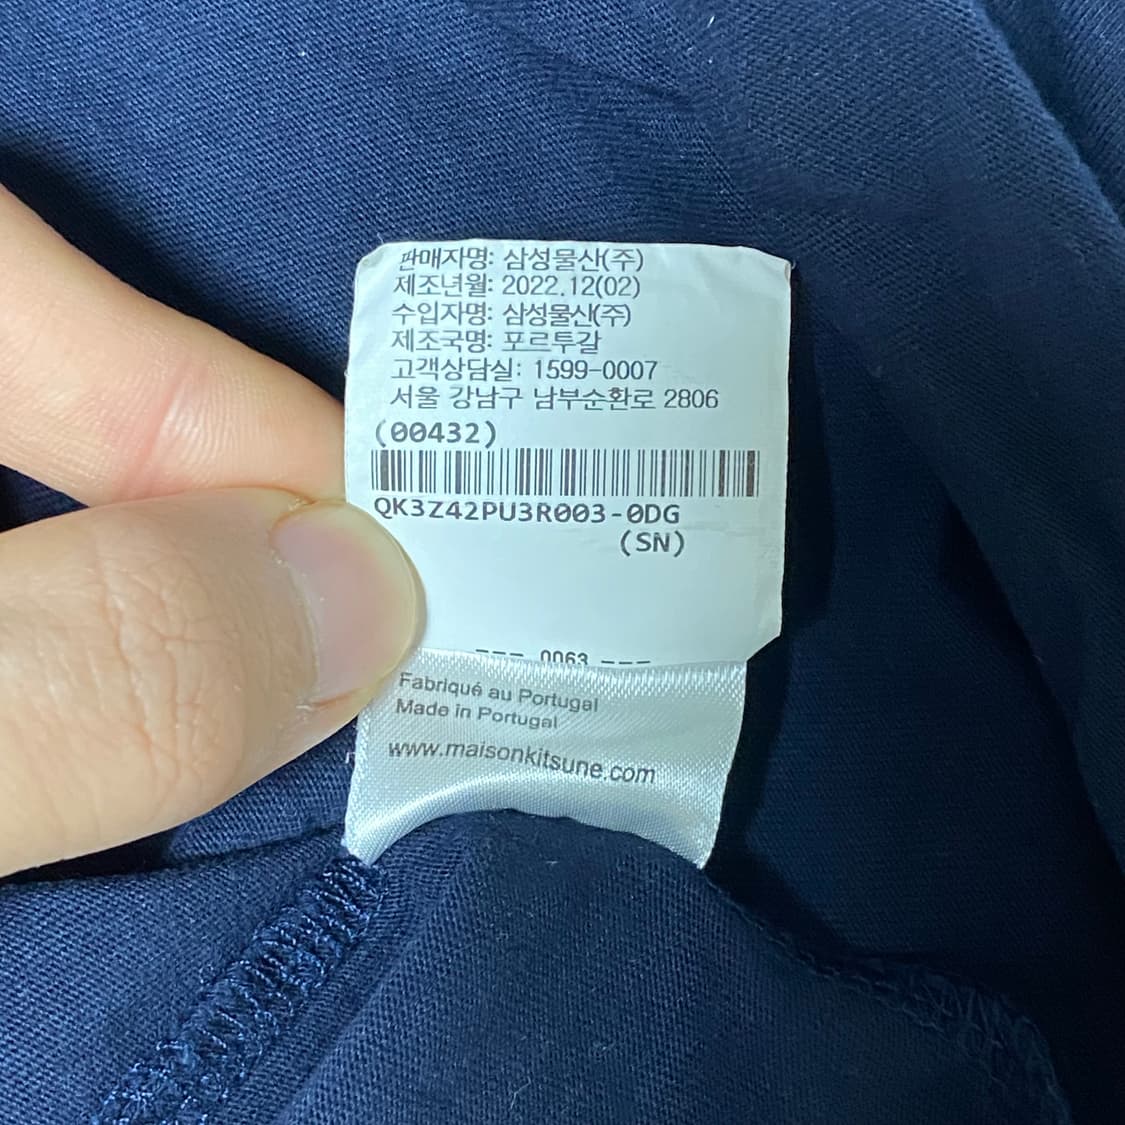 판매자명: 삼성물산(주)
제조년월: 2022.12(02)
수입자명: 삼성물산(주)
제조국명: 포르투갈
고객상담실: 1599-0007
서울 강남구 남부순환로 2806
(00432)
QK3Z42PU3R003-0DG
(SN)
--- 0063 ---
Fabriqué au Portugal
Made in Portugal
www.maisonkitsune.com